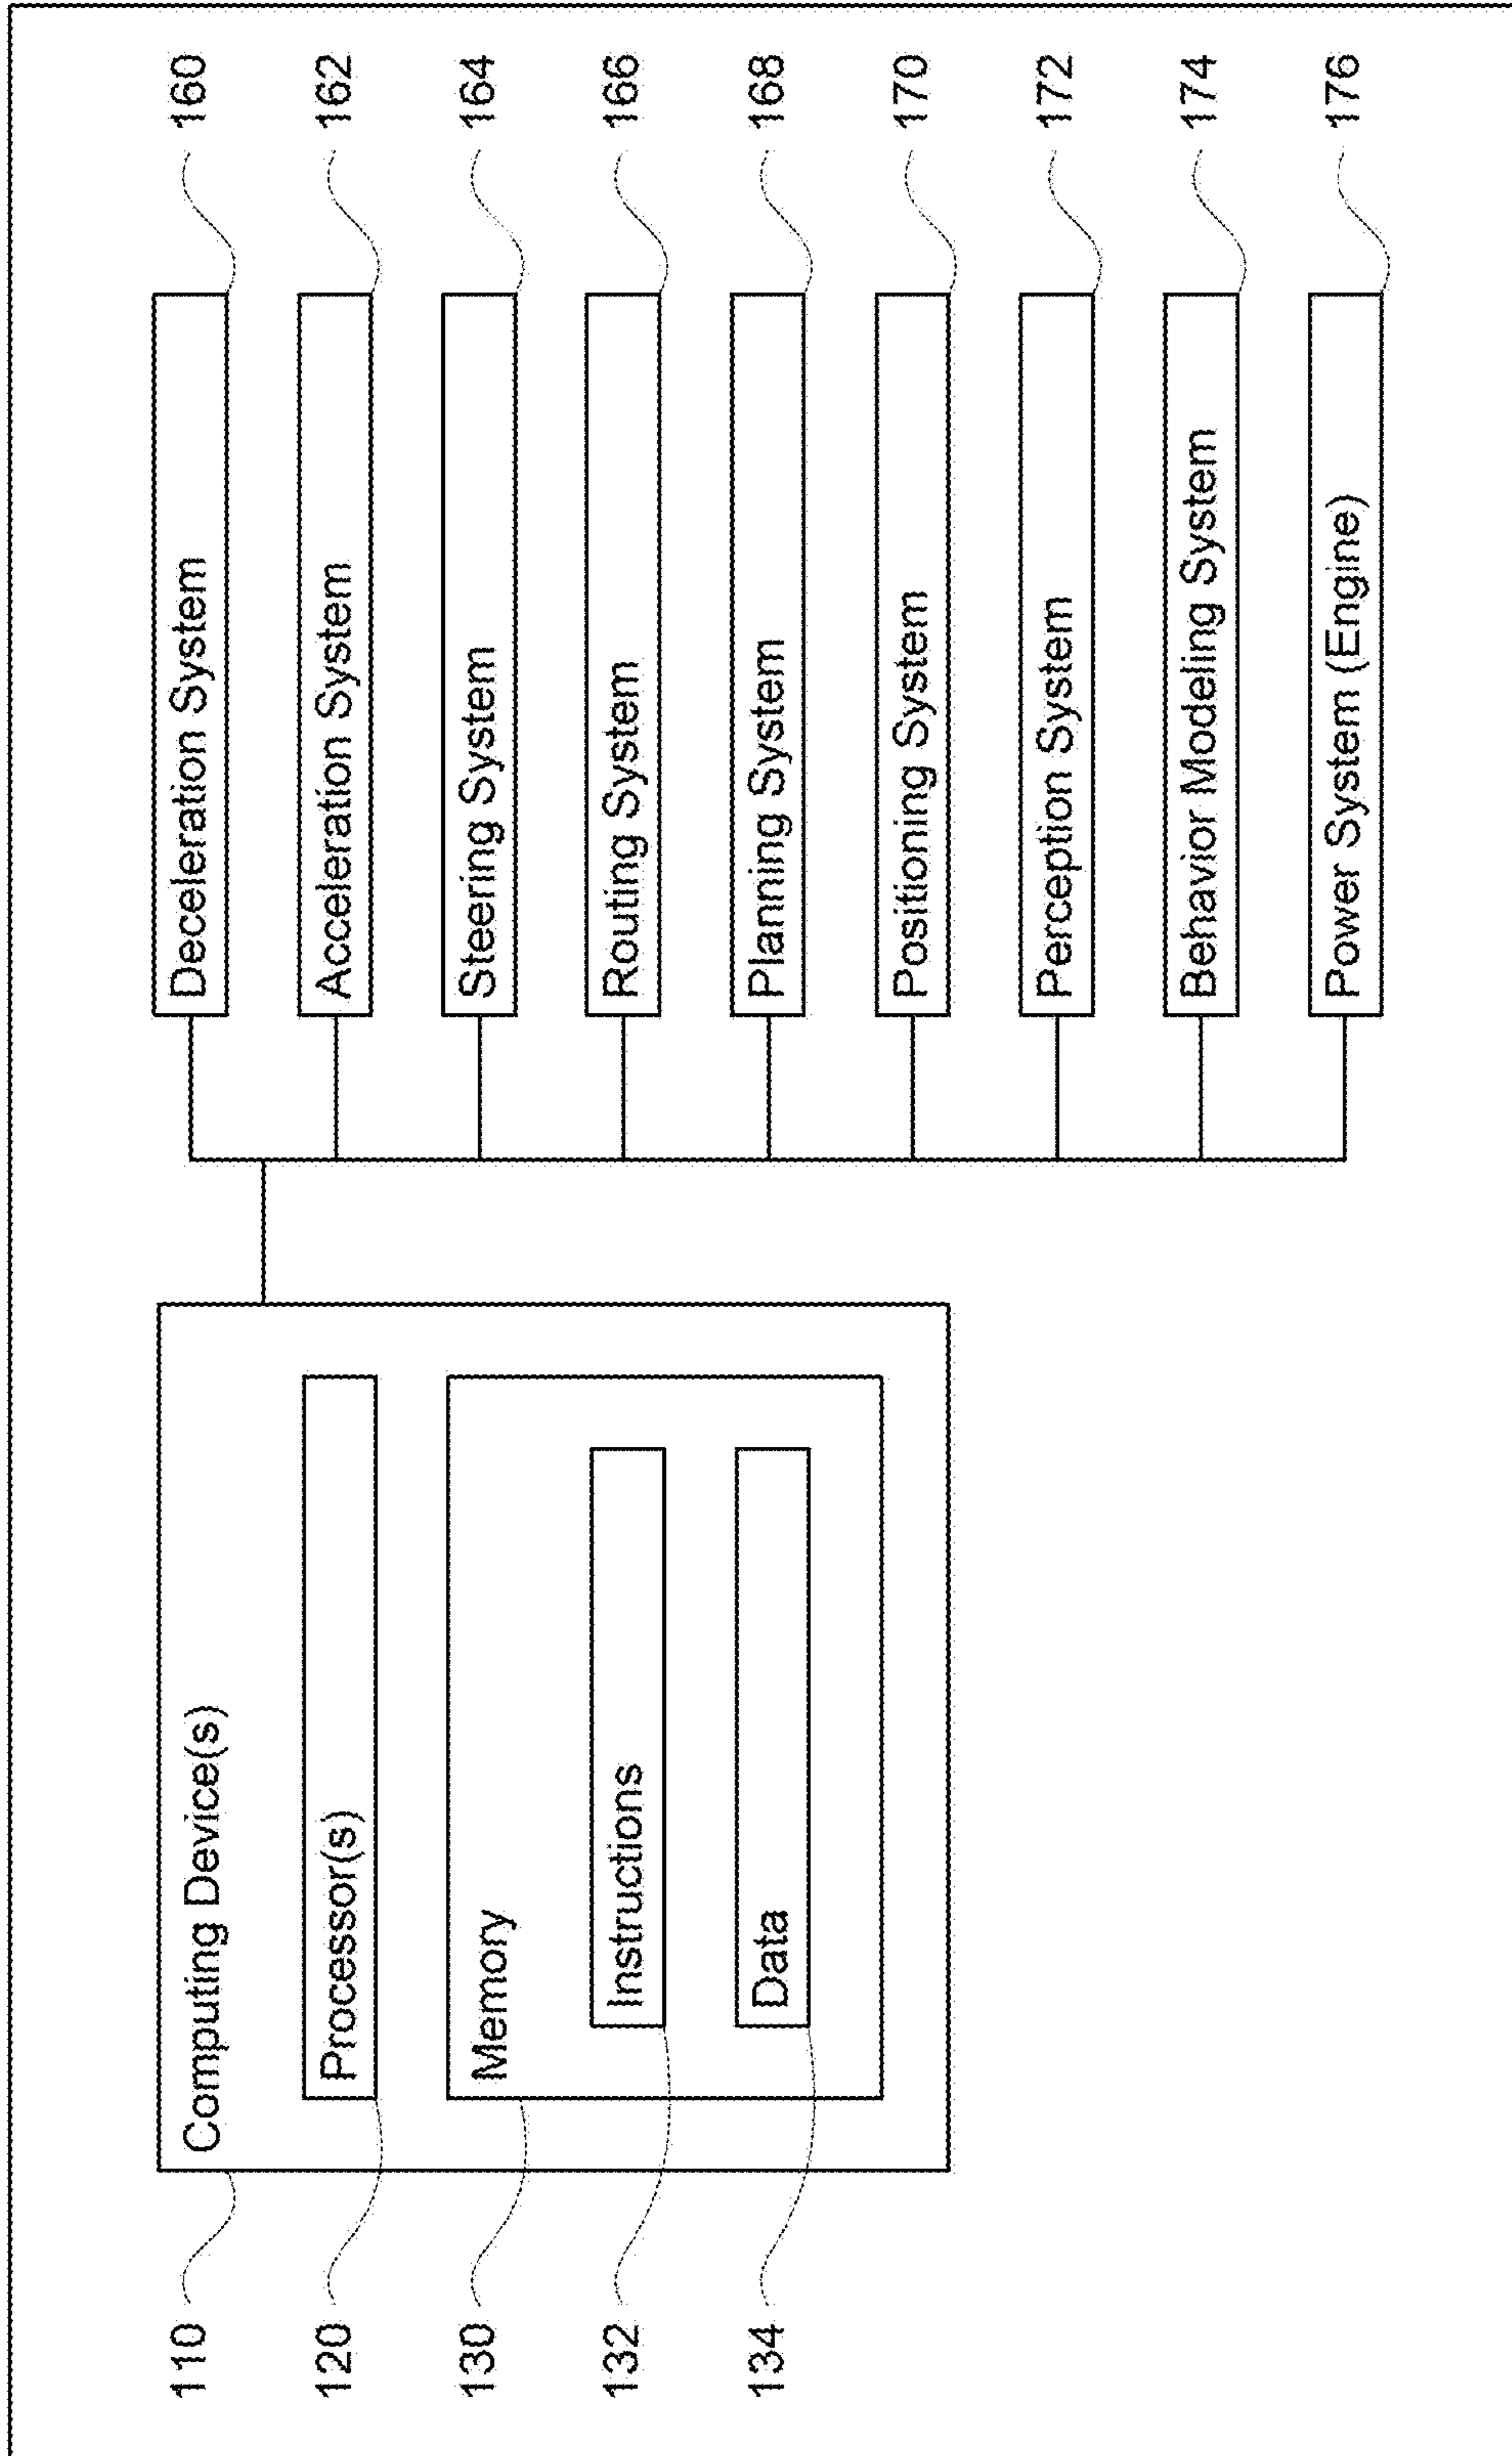 110
Computing Device(s)
120
Processor(s)
130
Memory
132
Instructions
134
Data
Deceleration System
160
Acceleration System
162
Steering System
164
Routing System
166
Planning System
168
Positioning System
170
Perception System
172
Behavior Modeling System
174
Power System (Engine)
176